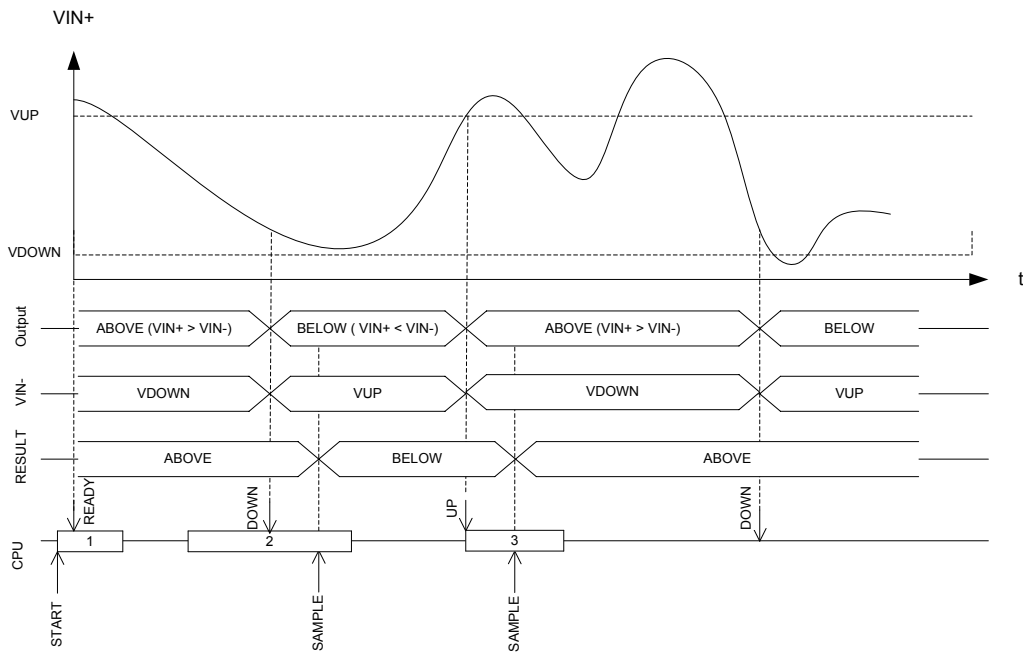 VIN+
VUP
VDOWN
t
Output
ABOVE (VIN+ > VIN-)
BELOW ( VIN+ < VIN-)
ABOVE (VIN+ > VIN-)
BELOW
VIN-
VDOWN
VUP
VDOWN
VUP
RESULT
ABOVE
BELOW
ABOVE
READY
DOWN
UP
DOWN
CPU
1
2
3
START
SAMPLE
SAMPLE